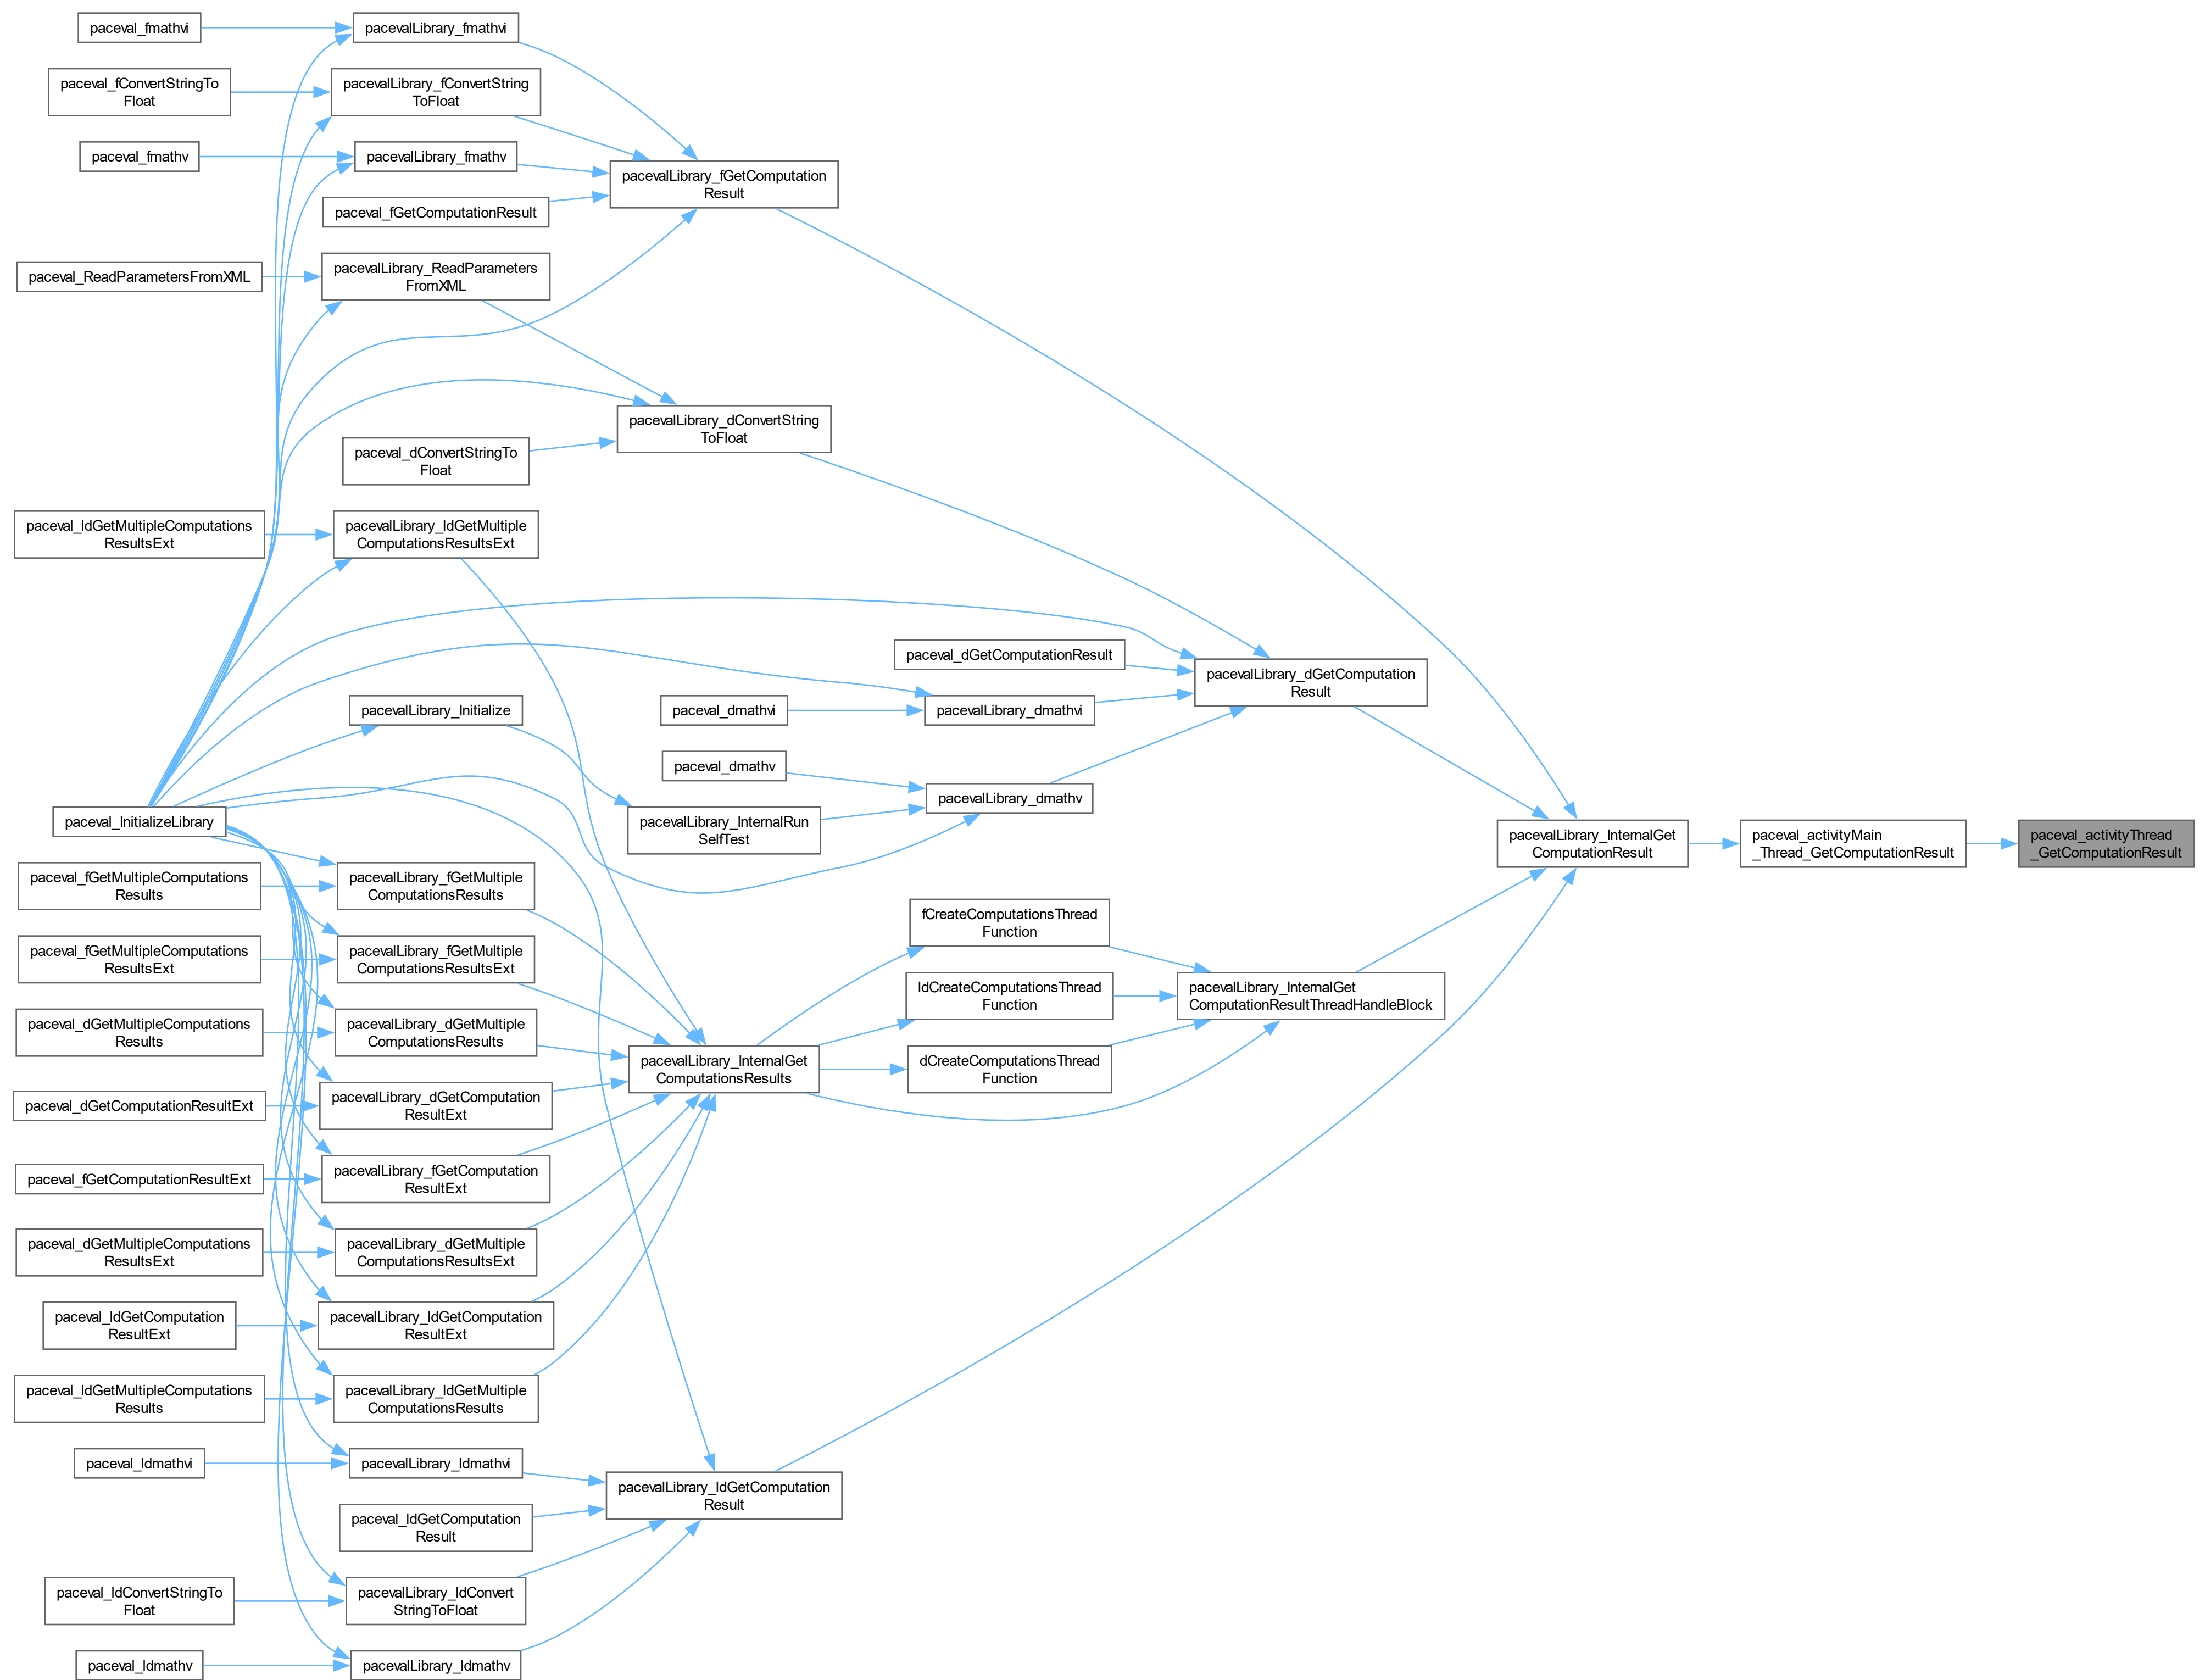 paceval_fmathvi
pacevalLibrary_fmathvi
paceval_fConvertStringTo
Float
pacevalLibrary_fConvertString
ToFloat
paceval_fmathv
pacevalLibrary_fmathv
pacevalLibrary_fGetComputation
Result
paceval_fGetComputationResult
paceval_ReadParametersFromXML
pacevalLibrary_ReadParameters
FromXML
pacevalLibrary_dConvertString
ToFloat
paceval_dConvertStringTo
Float
paceval_ldGetMultipleComputations
ResultsExt
pacevalLibrary_ldGetMultiple
ComputationsResultsExt
paceval_dGetComputationResult
pacevalLibrary_dGetComputation
Result
pacevalLibrary_Initialize
paceval_dmathvi
pacevalLibrary_dmathvi
paceval_dmathv
pacevalLibrary_dmathv
paceval_InitializeLibrary
pacevalLibrary_InternalRun
SelfTest
pacevalLibrary_InternalGet
ComputationResult
paceval_activityMain
_Thread_GetComputationResult
paceval_activityThread
_GetComputationResult
paceval_fGetMultipleComputations
Results
pacevalLibrary_fGetMultiple
ComputationsResults
fCreateComputationsThread
Function
paceval_fGetMultipleComputations
ResultsExt
pacevalLibrary_fGetMultiple
ComputationsResultsExt
ldCreateComputationsThread
Function
pacevalLibrary_InternalGet
ComputationResultThreadHandleBlock
paceval_dGetMultipleComputations
Results
pacevalLibrary_dGetMultiple
ComputationsResults
pacevalLibrary_InternalGet
ComputationsResults
dCreateComputationsThread
Function
paceval_dGetComputationResultExt
pacevalLibrary_dGetComputation
ResultExt
paceval_fGetComputationResultExt
pacevalLibrary_fGetComputation
ResultExt
paceval_dGetMultipleComputations
ResultsExt
pacevalLibrary_dGetMultiple
ComputationsResultsExt
paceval_ldGetComputation
ResultExt
pacevalLibrary_ldGetComputation
ResultExt
paceval_ldGetMultipleComputations
Results
pacevalLibrary_ldGetMultiple
ComputationsResults
paceval_ldmathvi
pacevalLibrary_ldmathvi
pacevalLibrary_ldGetComputation
Result
paceval_ldGetComputation
Result
paceval_ldConvertStringTo
Float
pacevalLibrary_ldConvert
StringToFloat
paceval_ldmathv
pacevalLibrary_ldmathv